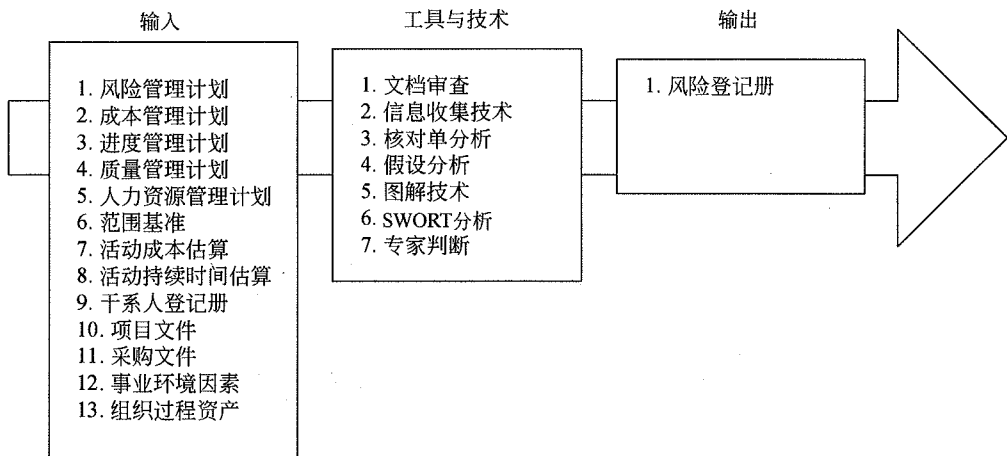 输入
1. 风险管理计划
2. 成本管理计划
3. 进度管理计划
4. 质量管理计划
5. 人力资源管理计划
6. 范围基准
7. 活动成本估算
8. 活动持续时间估算
9. 干系人登记册
10. 项目文件
11. 采购文件
12. 事业环境因素
13. 组织过程资产
工具与技术
1. 文档审查
2. 信息收集技术
3. 核对单分析
4. 假设分析
5. 图解技术
6. SWORT分析
7. 专家判断
输出
1. 风险登记册